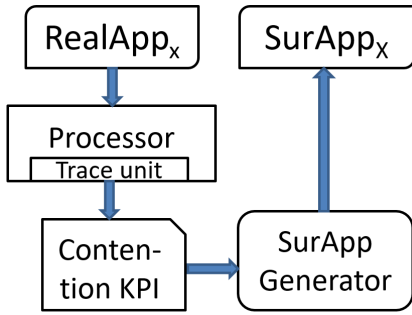 RealAppₓ
SurAppX
Processor
Trace unit
Conten-
tion KPI
SurApp
Generator